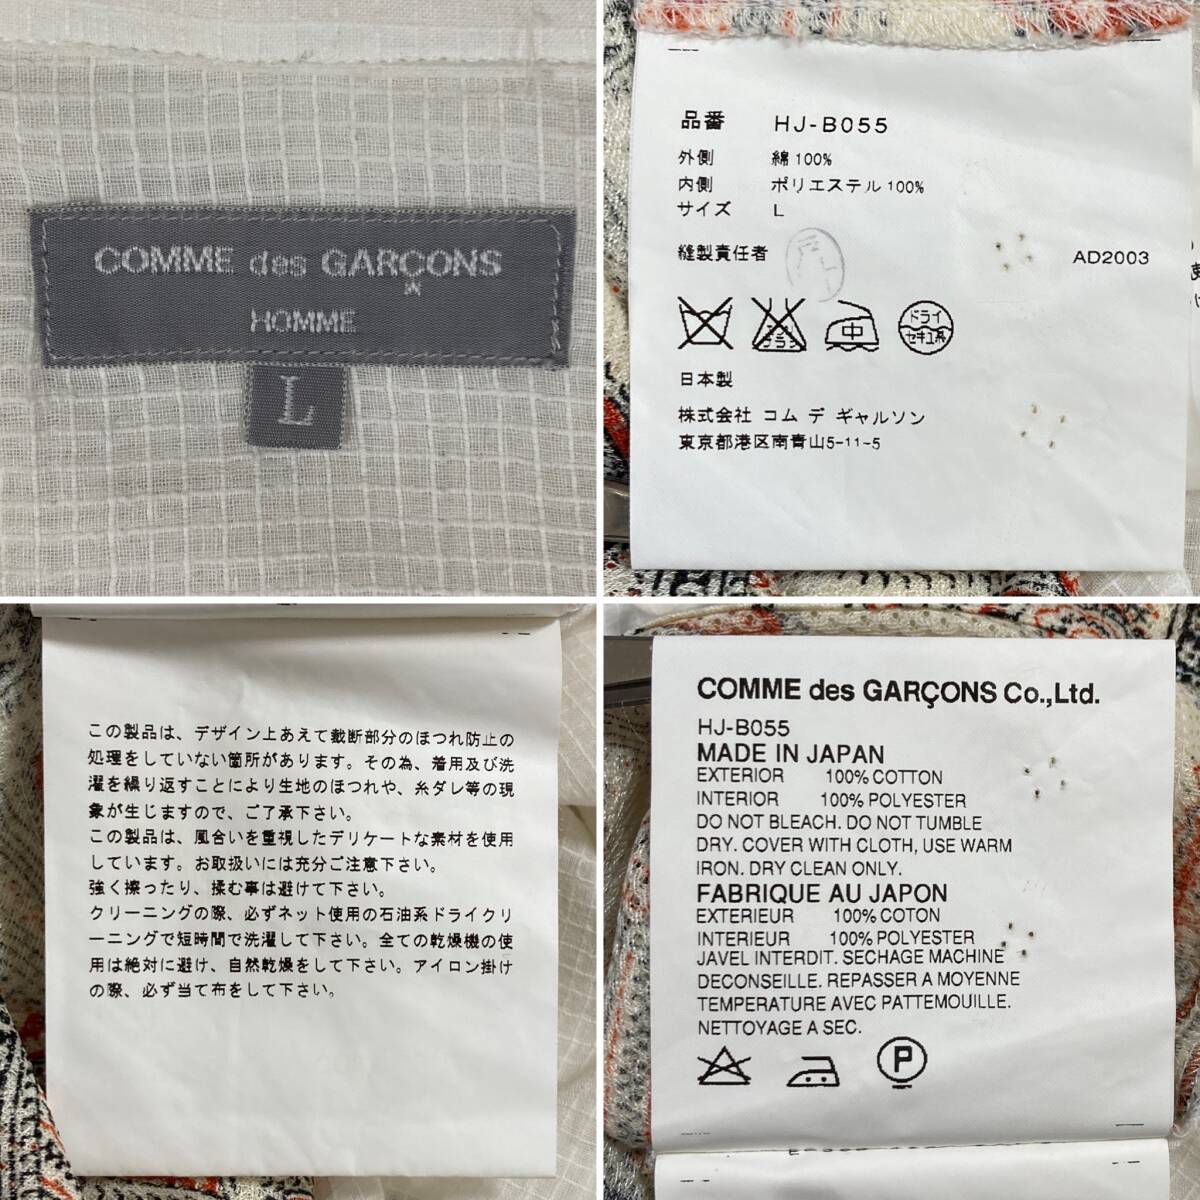 COMME des GARÇONS
HOMME
L
品番 HJ-B055
外側 綿100%
内側 ポリエステル100%
サイズ L
縫製責任者
AD2003
中
ドライ
セキユ系
日本製
株式会社 コム デ ギャルソン
東京都港区南青山5-11-5
この製品は、デザイン上あえて裁断部分のほつれ防止の
処理をしていない箇所があります。その為、着用及び洗
濯を繰り返すことにより生地のほつれや、糸ダレ等の現
象が生じますので、ご了承下さい。
この製品は、風合いを重視したデリケートな素材を使用
しています。お取扱いには充分ご注意下さい。
強く擦ったり、揉む事は避けて下さい。
クリーニングの際、必ずネット使用の石油系ドライクリ
ーニングで短時間で洗濯して下さい。全ての乾燥機の使
用は絶対に避け、自然乾燥をして下さい。アイロン掛け
の際、必ず当て布をして下さい。
COMME des GARÇONS Co.,Ltd.
HJ-B055
MADE IN JAPAN
EXTERIOR 100% COTTON
INTERIOR 100% POLYESTER
DO NOT BLEACH. DO NOT TUMBLE
DRY. COVER WITH CLOTH, USE WARM
IRON. DRY CLEAN ONLY.
FABRIQUE AU JAPON
EXTERIEUR 100% COTON
INTERIEUR 100% POLYESTER
JAVEL INTERDIT. SECHAGE MACHINE
DECONSEILLE. REPASSER A MOYENNE
TEMPERATURE AVEC PATTEMOUILLE.
NETTOYAGE A SEC.
P